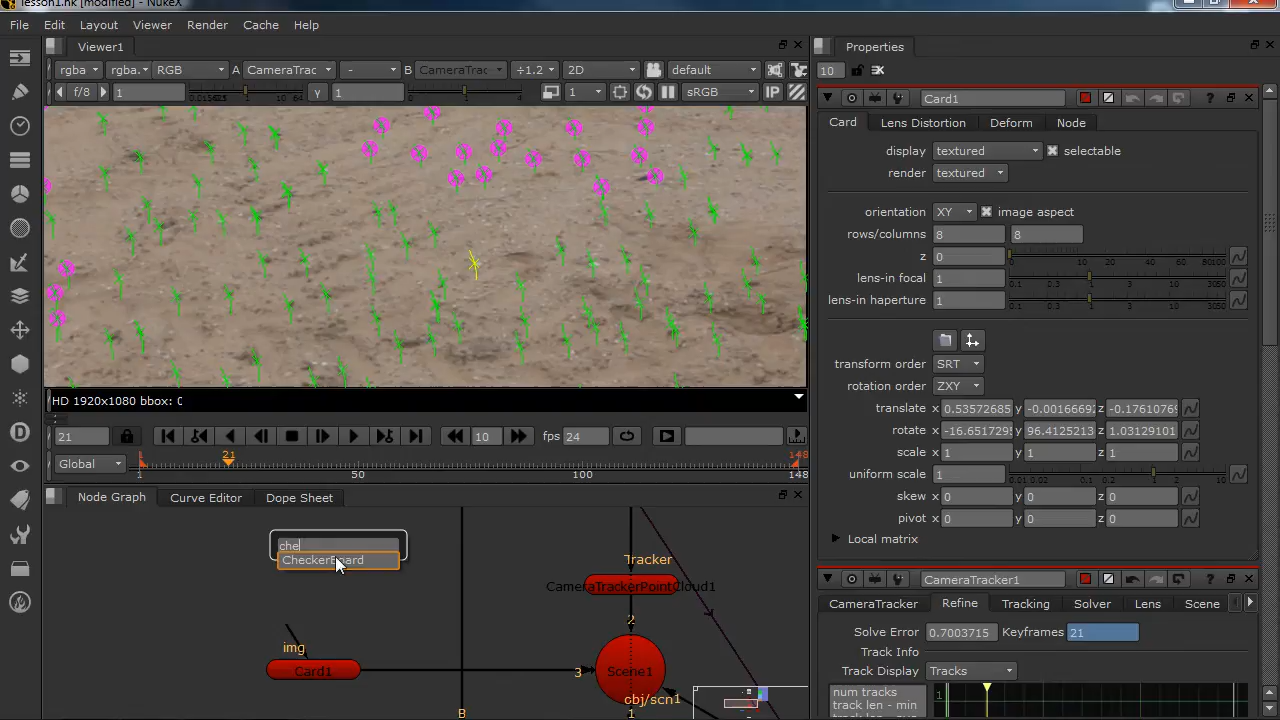 lesson1.nk [modified] - NukeX
File Edit Layout Viewer Render Cache Help
Viewer1
rgba rgba. RGB A CameraTrac - B CameraTrac ÷1.2 2D default
f/8 1 γ 1 1 sRGB IP
HD 1920x1080 bbox: 0
21 10 fps 24
Global 1 21 50 100 148
Node Graph Curve Editor Dope Sheet
che
CheckerBoard
Tracker
CameraTrackerPointCloud1
2
img
Card1
3
Scene1
obj/scn1
1
B
Properties
10
Card1
Card Lens Distortion Deform Node
display textured selectable
render textured
orientation XY image aspect
rows/columns 8 8
z 0
lens-in focal 1
lens-in haperture 1
transform order SRT
rotation order ZXY
translate x 0.53572685 y -0.00166692 z -0.17610769
rotate x -16.6517295 y 96.4125213 z 1.03129101
scale x 1 y 1 z 1
uniform scale 1
skew x 0 y 0 z 0
pivot x 0 y 0 z 0
Local matrix
CameraTracker1
CameraTracker Refine Tracking Solver Lens Scene
Solve Error 0.7003715 Keyframes 21
Track Info
Track Display Tracks
num tracks
track len - min
1